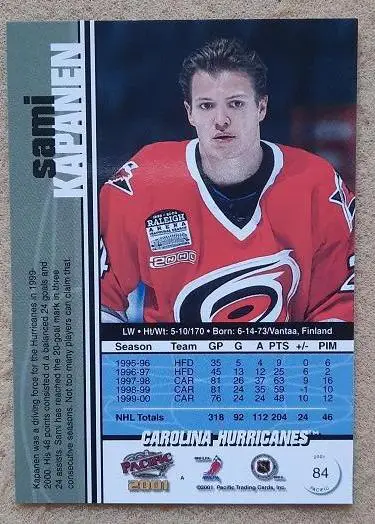 sami
KAPANEN
Kapanen was a driving force for the Hurricanes in 1999-
2000. His 48 points consisted of a balanced 24 goals and
24 assists. Sami has reached the 20-goal mark in three
consecutive seasons. Not too many players can claim that.
RALEIGH
ARENA
2
LW • Ht/Wt: 5-10/170 • Born: 6-14-73/Vantaa, Finland
Season Team GP G A PTS +/- PIM
1995-96 HFD 35 5 4 9 0 6
1996-97 HFD 45 13 12 25 6 2
1997-98 CAR 81 26 37 63 9 16
1998-99 CAR 81 24 35 59 -1 10
1999-00 CAR 76 24 24 48 10 12
NHL Totals 318 92 112 204 24 46
CAROLINA HURRICANES™
PACIFIC
2001
A
NHLPA
NHL
©2001, Pacific Trading Cards, Inc.
2001
84
PACIFIC